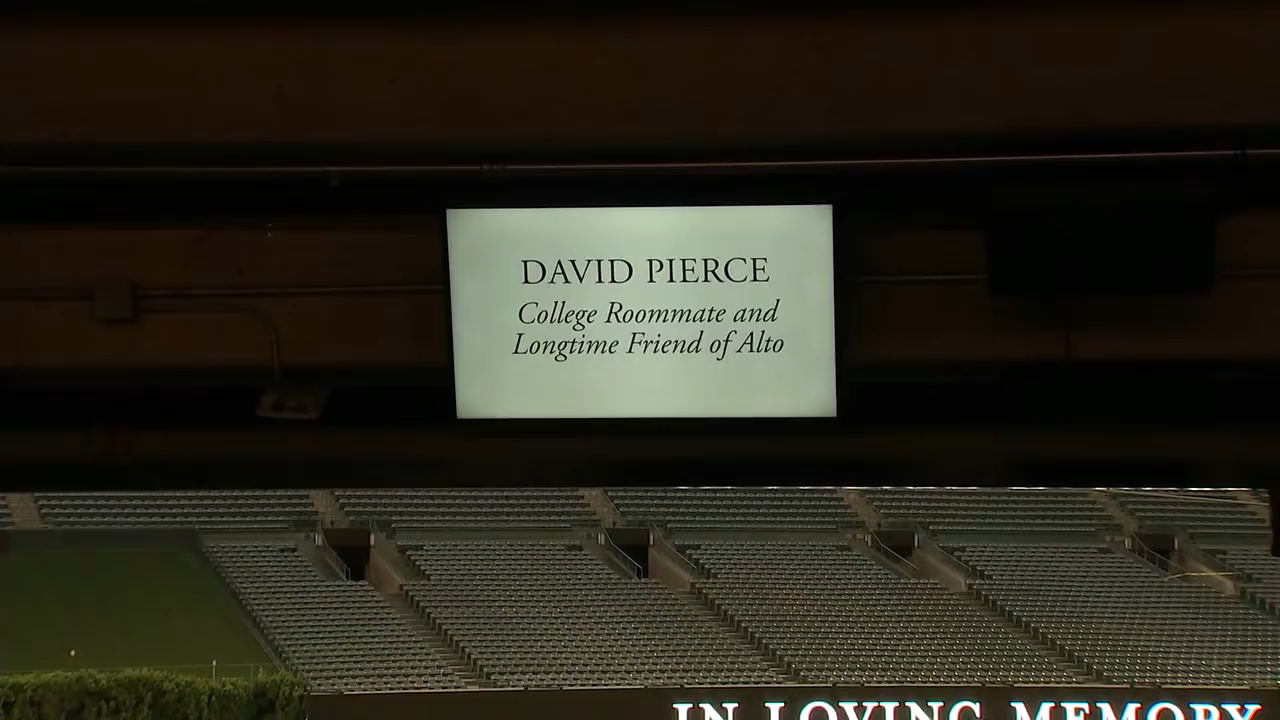 DAVID PIERCE
College Roommate and
Longtime Friend of Alto
IN LOVING MEMORY